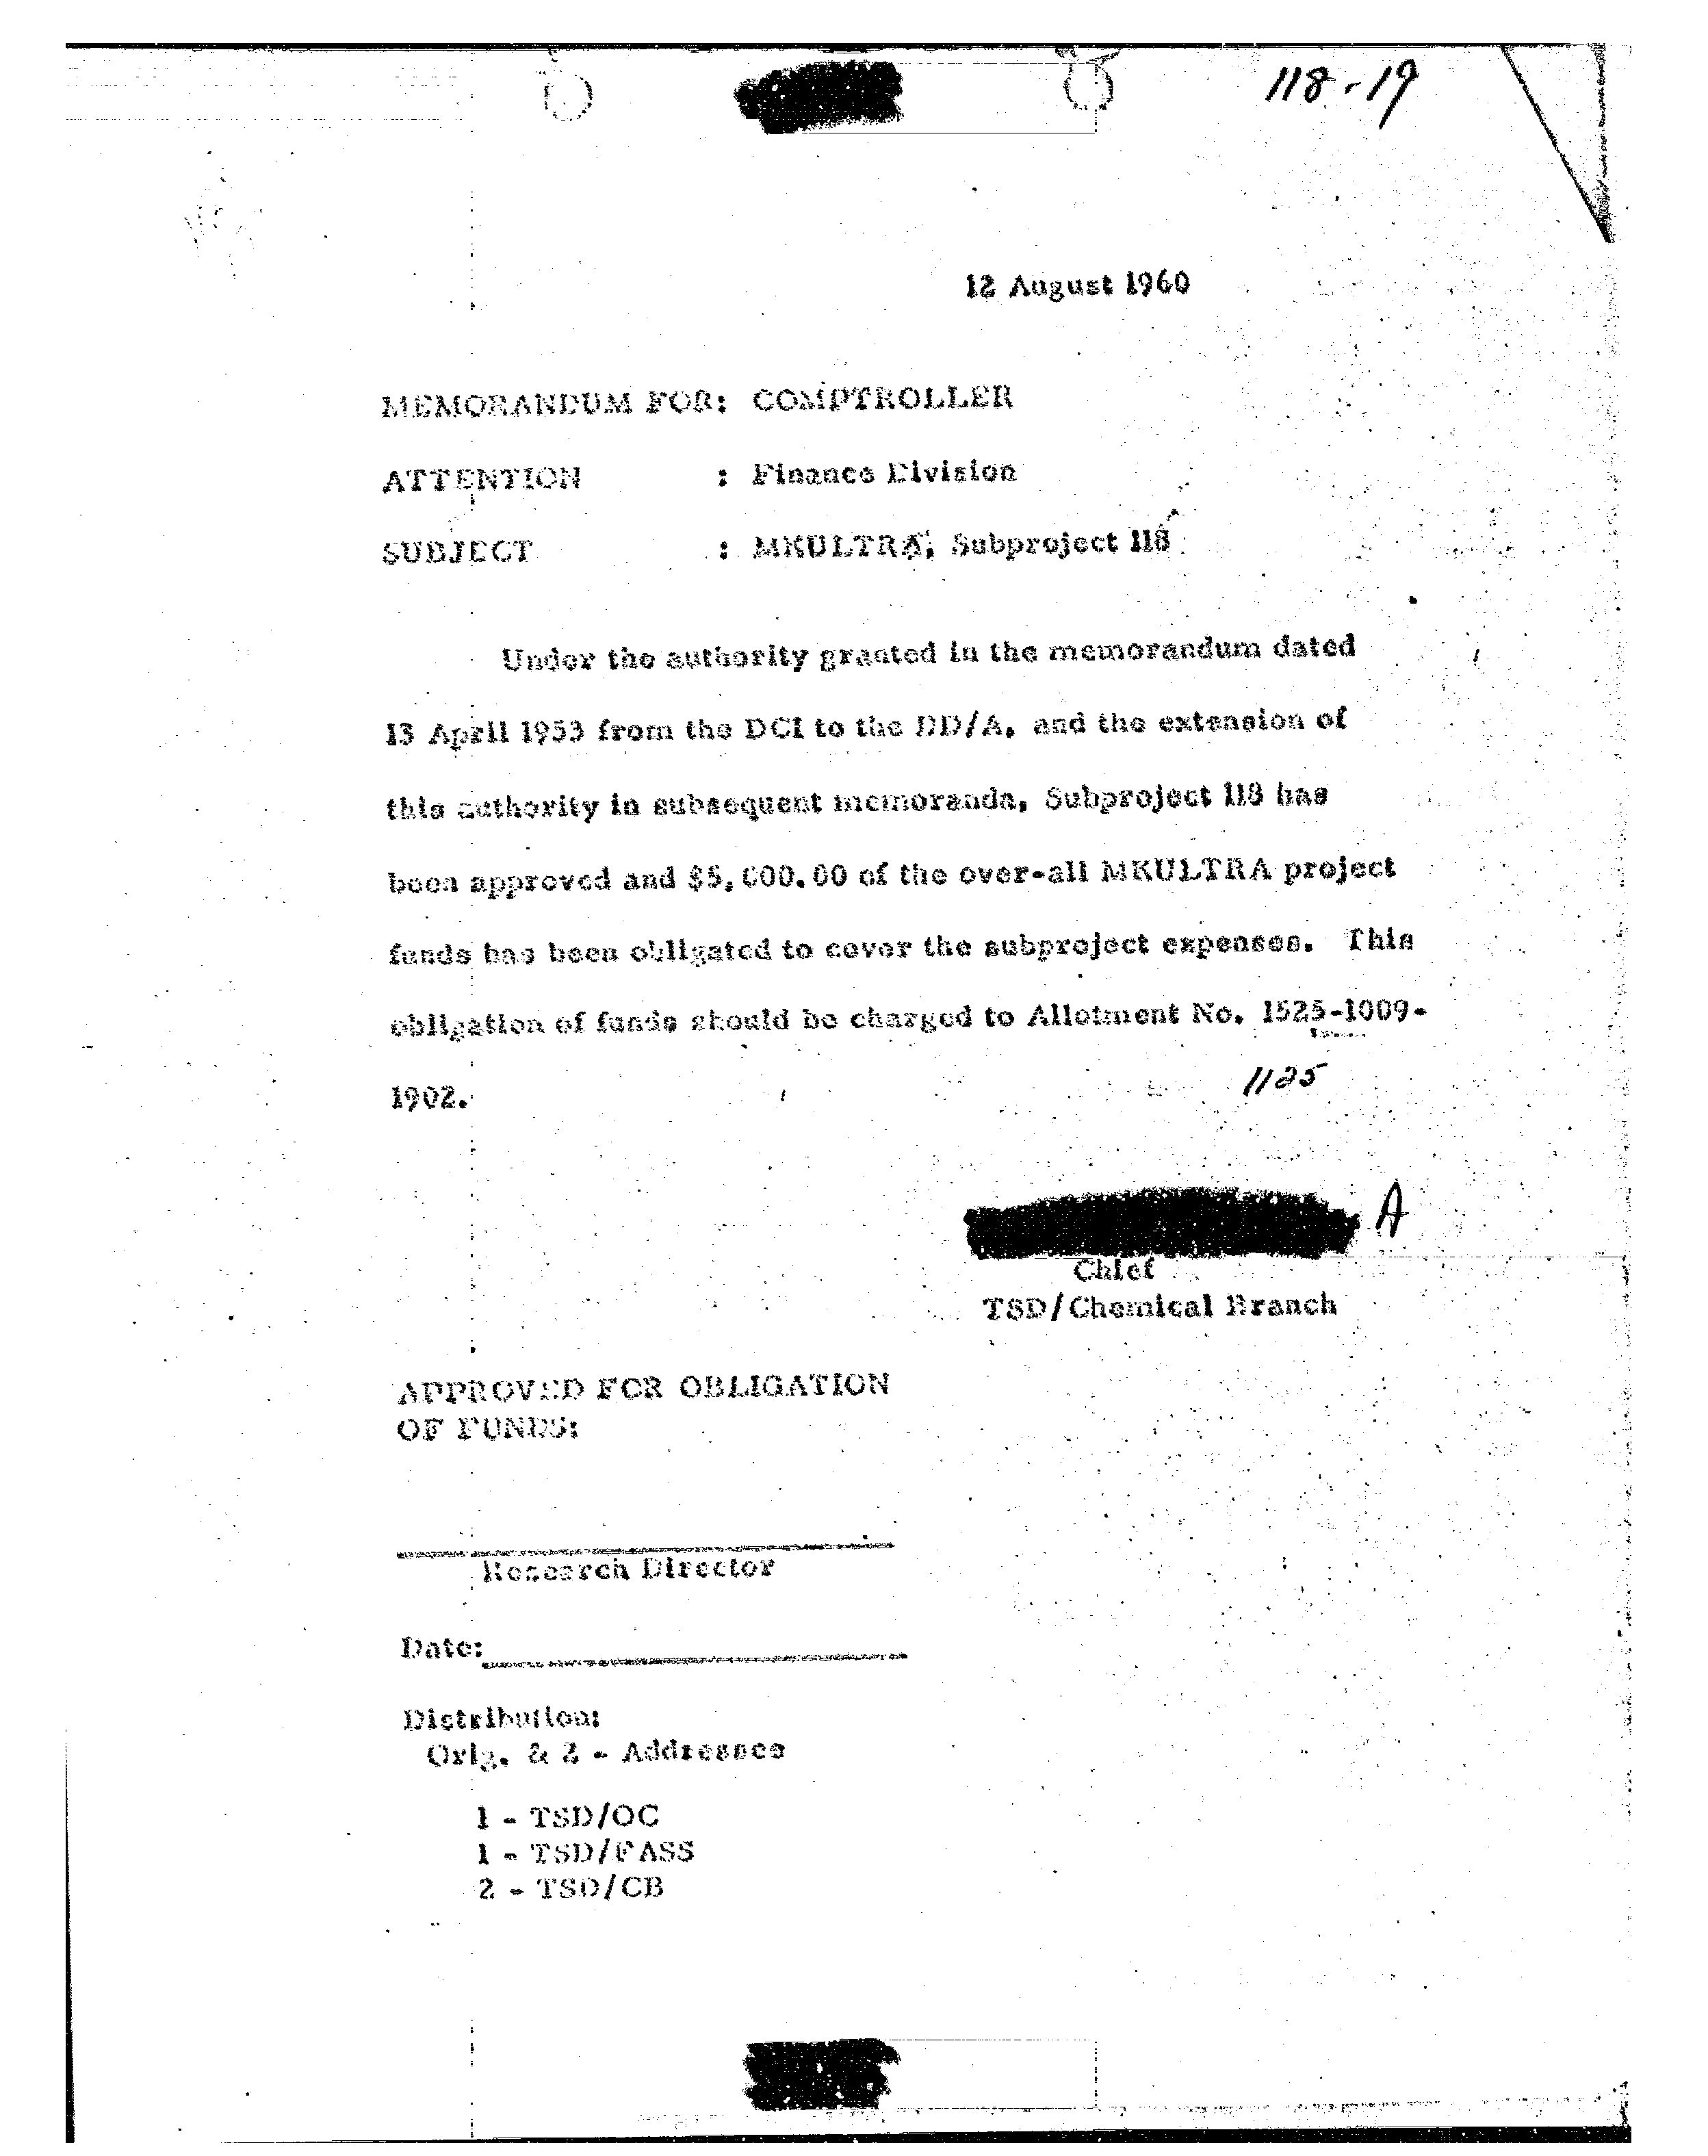 118-19
12 August 1960
MEMORANDUM FOR: COMPTROLLER
ATTENTION : Finance Division
SUBJECT : MKULTRA, Subproject 118
Under the authority granted in the memorandum dated
13 April 1953 from the DCI to the DD/A, and the extension of
this authority in subsequent memoranda, Subproject 118 has
been approved and $5,000.00 of the over-all MKULTRA project
funds has been obligated to cover the subproject expenses. This
obligation of funds should be charged to Allotment No. 1525-1009-
1902.
1125
A
Chief
TSD/Chemical Branch
APPROVED FOR OBLIGATION
OF FUNDS:
Research Director
Date:
Distribution:
Orig. & 2 - Addressee
1 - TSD/OC
1 - TSD/FASS
2 - TSD/CB